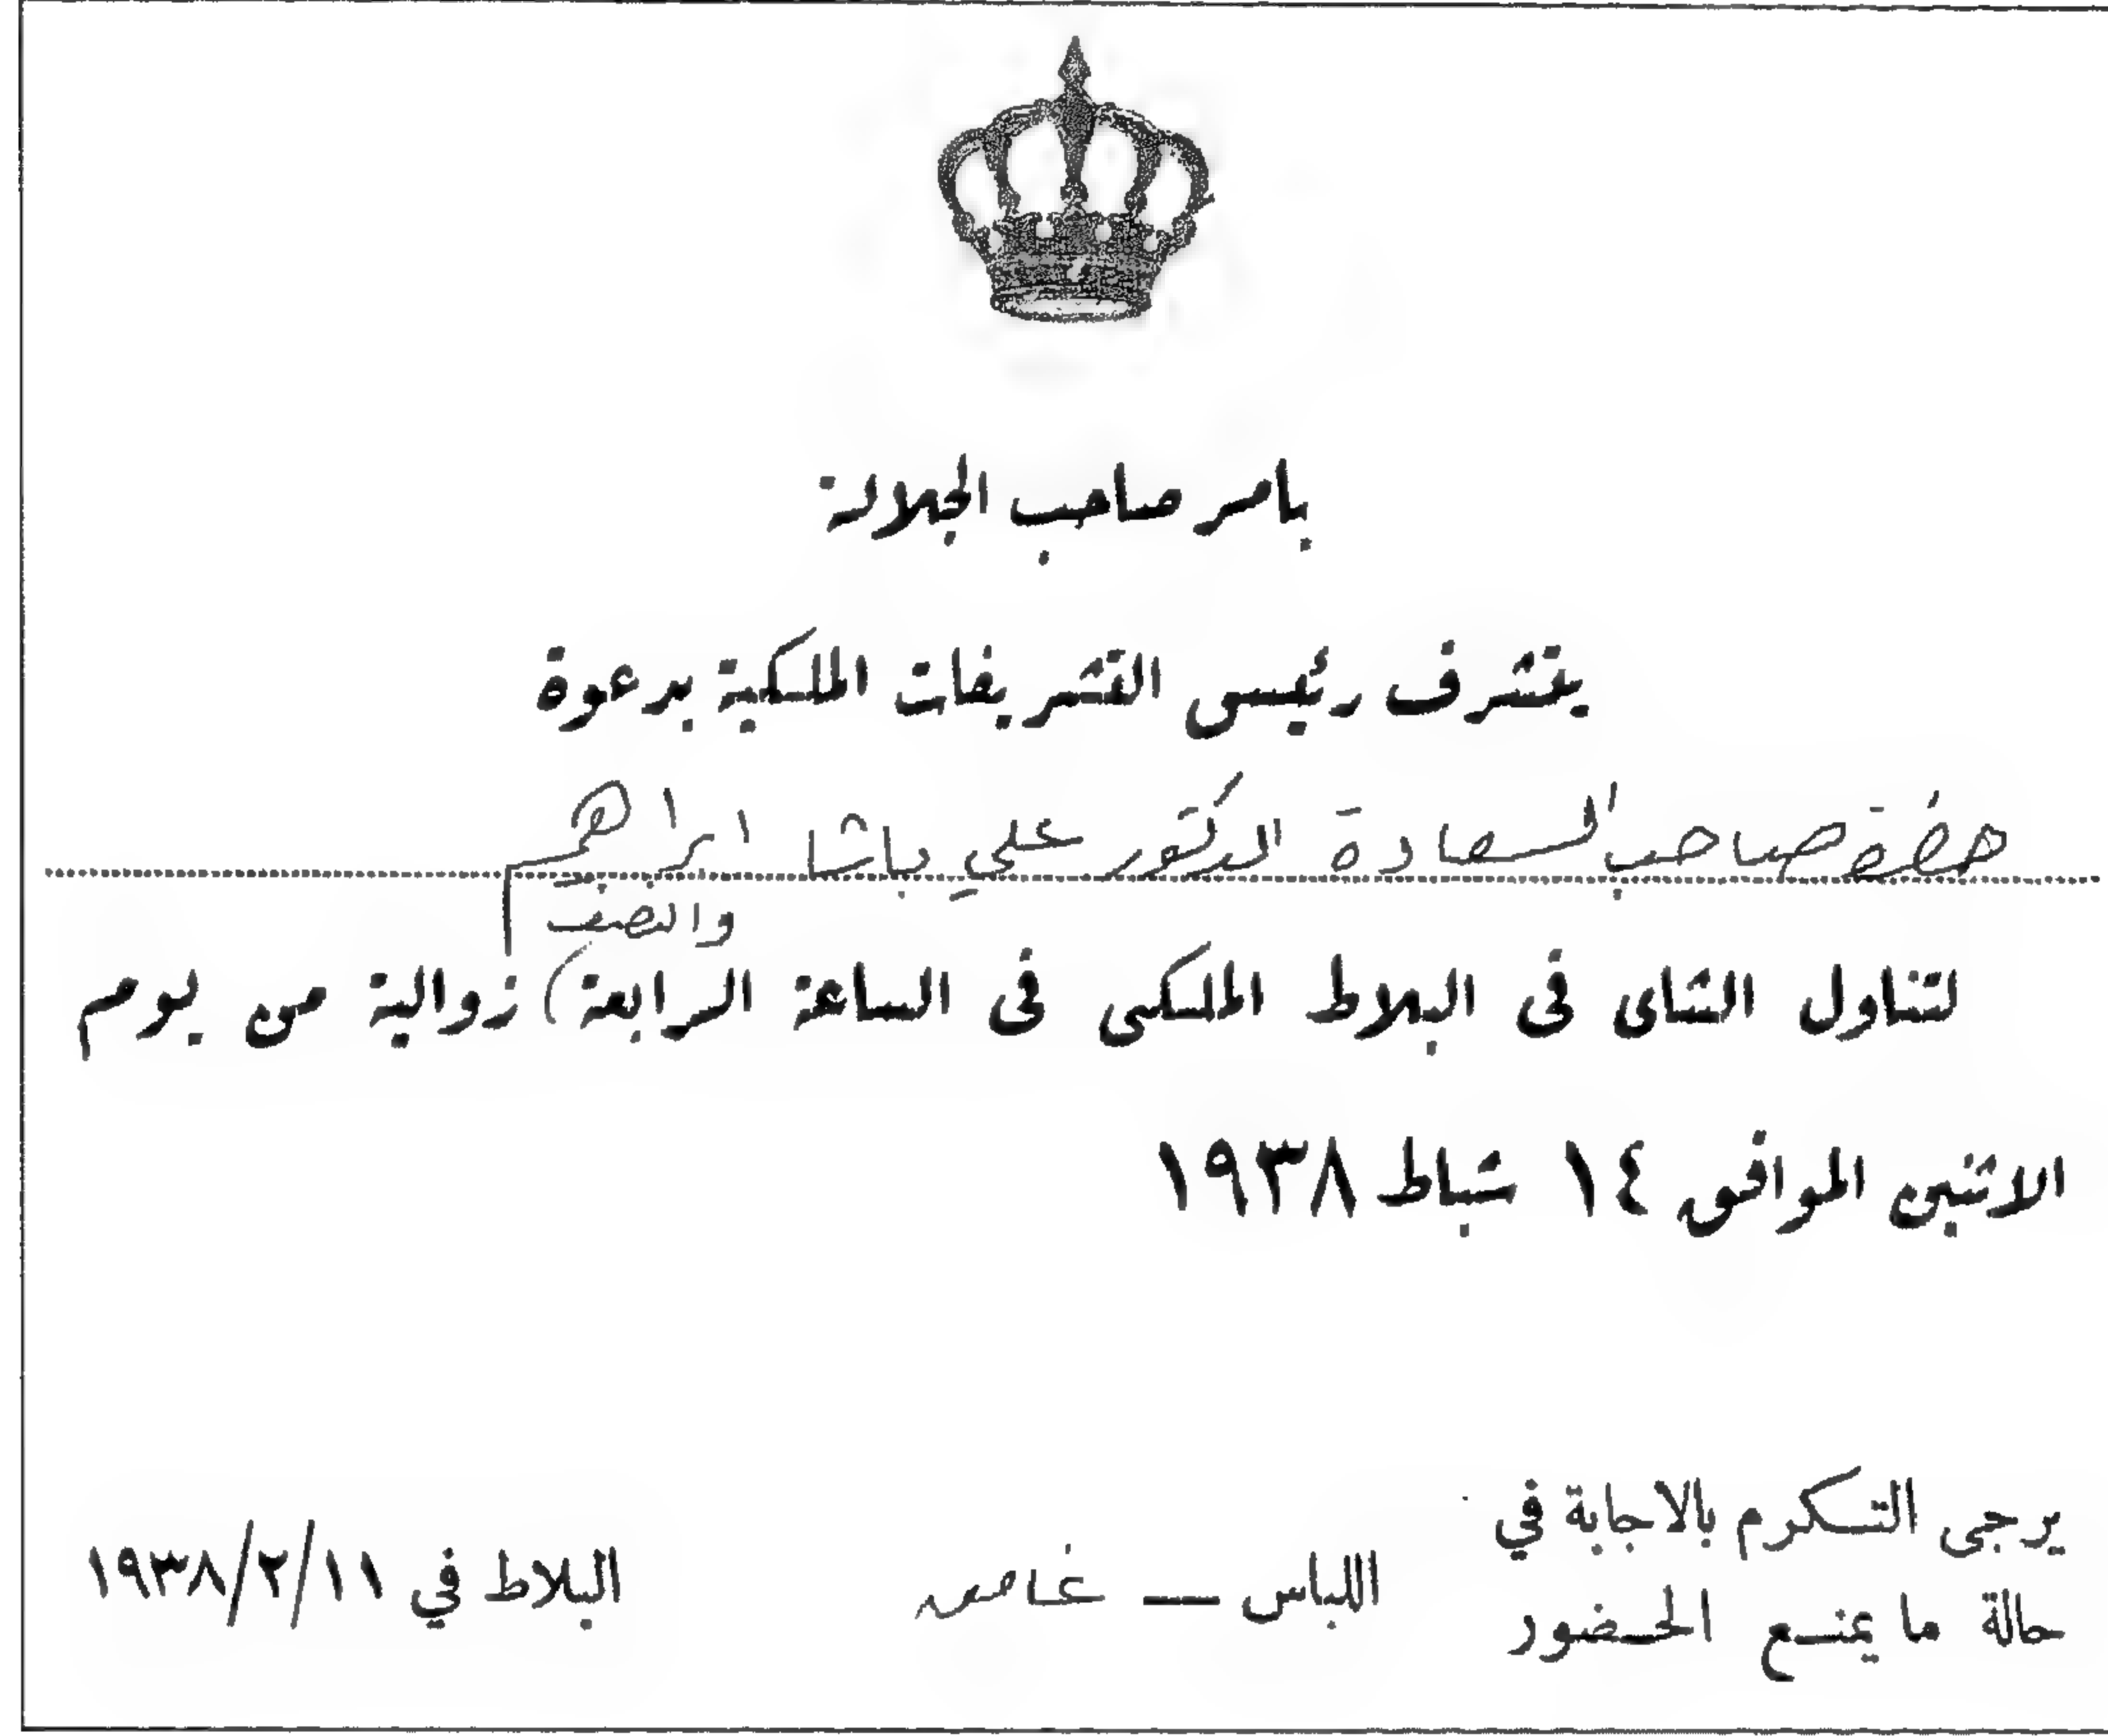 بامر صاحب الجلالة
يتشرف رئيس التشريفات الملكية بدعوة
حضرة صاحب السعادة الدكتور علي باشا ابراهيم
والنصف
لتناول الشاى فى البلاط الملكى فى الساعة الرابعة) زوالية من يوم
الاثنين الموافق ١٤ شباط ١٩٣٨
يرجى التكرم بالاجابة في
حالة ما يمنع الحضور
اللباس — غامق
البلاط في ١٩٣٨/٢/١١